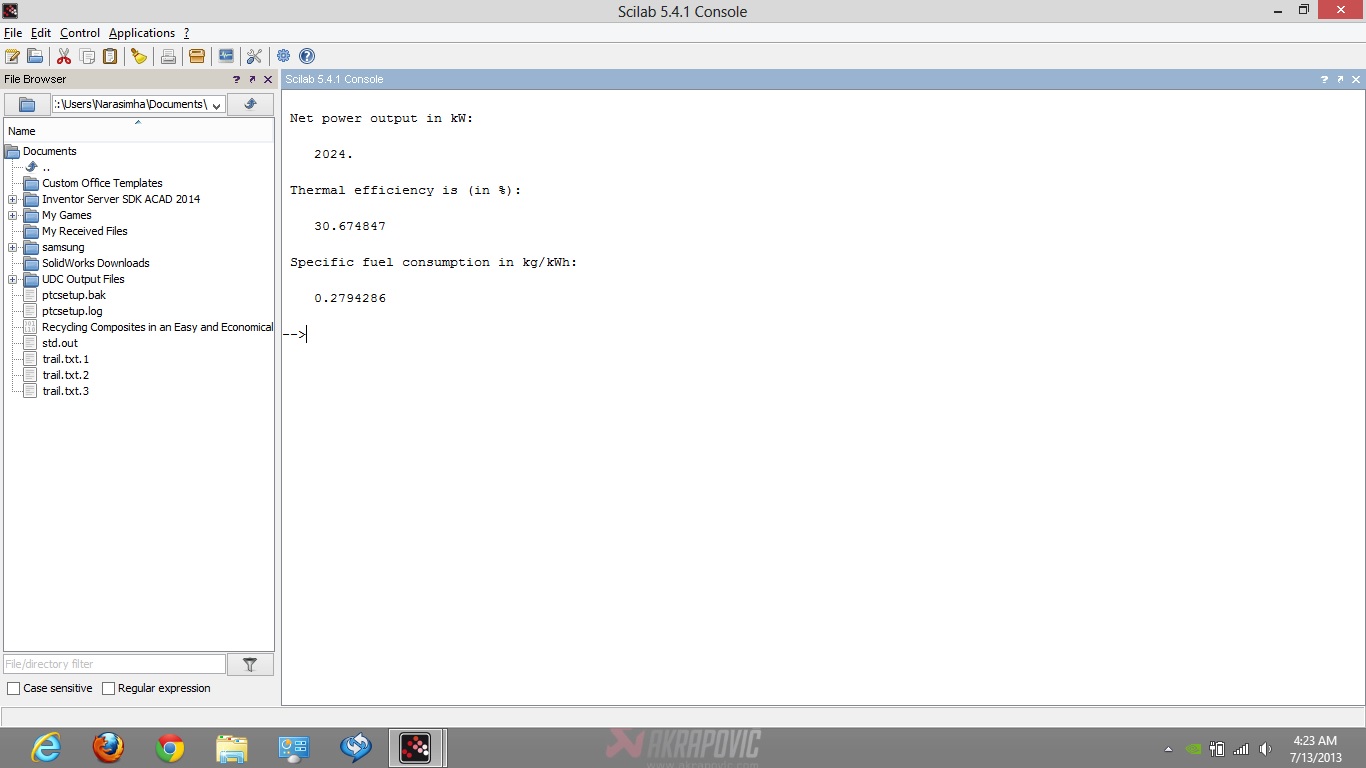 Scilab 5.4.1 Console
File Edit Control Applications ?
File Browser
Scilab 5.4.1 Console
:\Users\Narasimha\Documents\
Name
Documents
..
Custom Office Templates
Inventor Server SDK ACAD 2014
My Games
My Received Files
samsung
SolidWorks Downloads
UDC Output Files
ptcsetup.bak
ptcsetup.log
Recycling Composites in an Easy and Economical
std.out
trail.txt.1
trail.txt.2
trail.txt.3
File/directory filter
Case sensitive Regular expression
Net power output in kW:
2024.
Thermal efficiency is (in %):
30.674847
Specific fuel consumption in kg/kWh:
0.2794286
-->
AKRAPOVIC
www.akrapovic.com
4:23 AM
7/13/2013